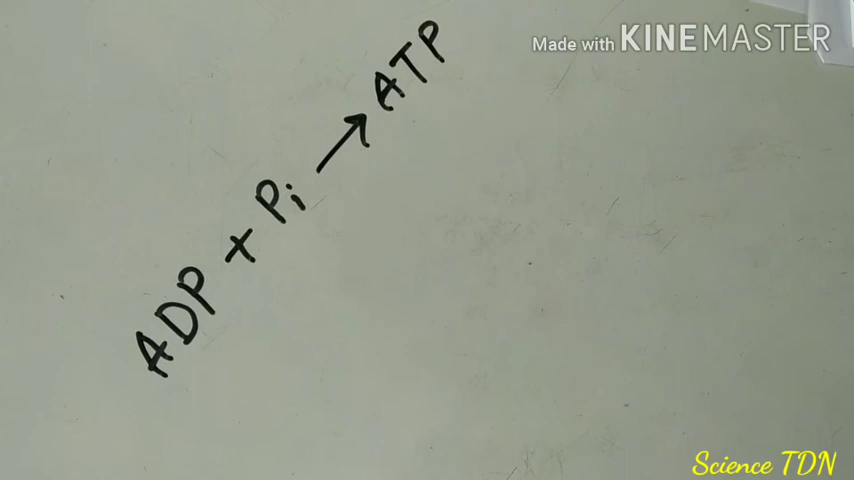 Made with KINEMASTER
ADP + Pi → ATP
Science TDN